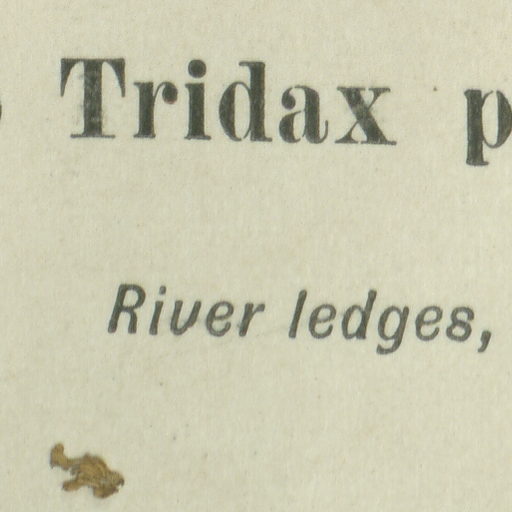 Tridax p
River ledges,